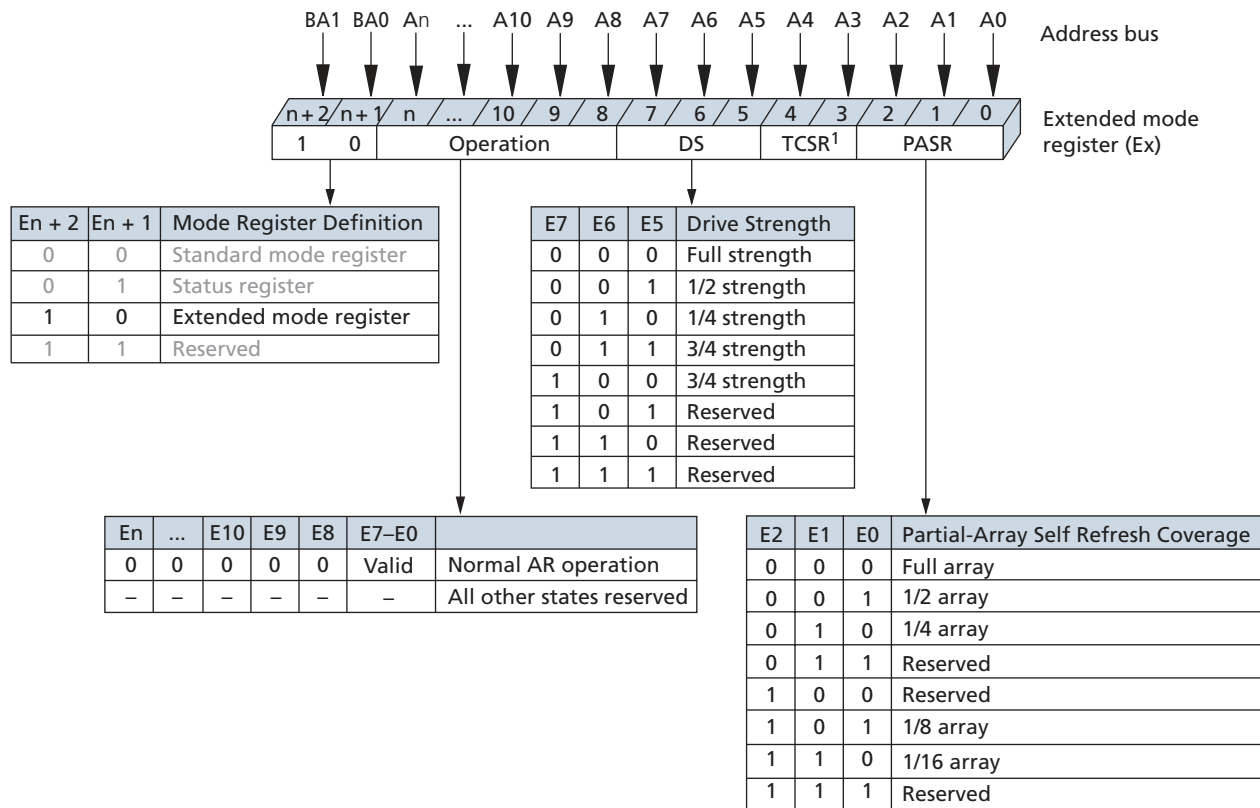 BA1 BA0 An ... A10 A9 A8 A7 A6 A5 A4 A3 A2 A1 A0
Address bus
n + 2 n + 1 n ... 10 9 8 7 6 5 4 3 2 1 0
Extended mode
register (Ex)
1 0 Operation DS TCSR1 PASR
En + 2 En + 1 Mode Register Definition
0 0 Standard mode register
0 1 Status register
1 0 Extended mode register
1 1 Reserved
E7 E6 E5 Drive Strength
0 0 0 Full strength
0 0 1 1/2 strength
0 1 0 1/4 strength
0 1 1 3/4 strength
1 0 0 3/4 strength
1 0 1 Reserved
1 1 0 Reserved
1 1 1 Reserved
En ... E10 E9 E8 E7–E0
0 0 0 0 0 Valid Normal AR operation
– – – – – – All other states reserved
E2 E1 E0 Partial-Array Self Refresh Coverage
0 0 0 Full array
0 0 1 1/2 array
0 1 0 1/4 array
0 1 1 Reserved
1 0 0 Reserved
1 0 1 1/8 array
1 1 0 1/16 array
1 1 1 Reserved